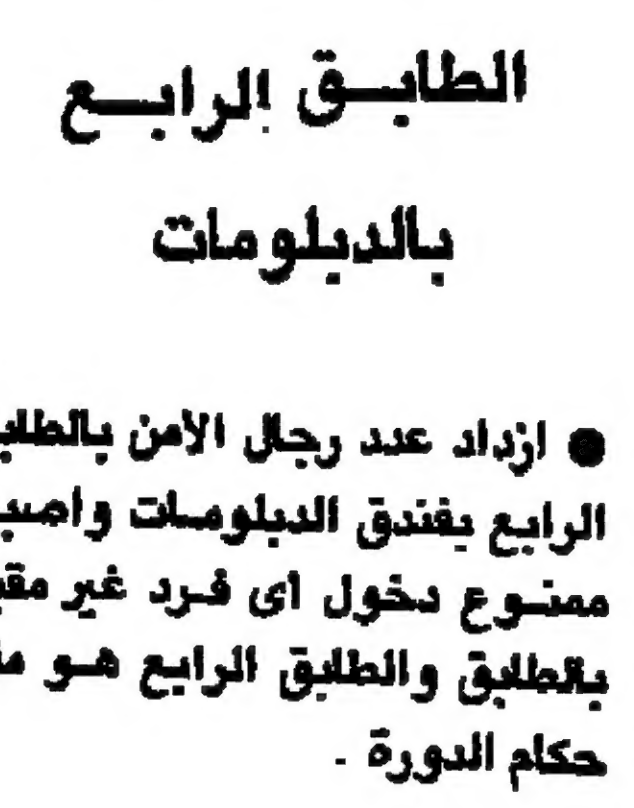 الطابق الرابع
بالدبلومات
● ازداد عدد رجال الأمن
الرابع بفندق الدبلومات
ممنوع دخول اى فرد غير
بالطابق والطابق الرابع هو
حكام الدورة .